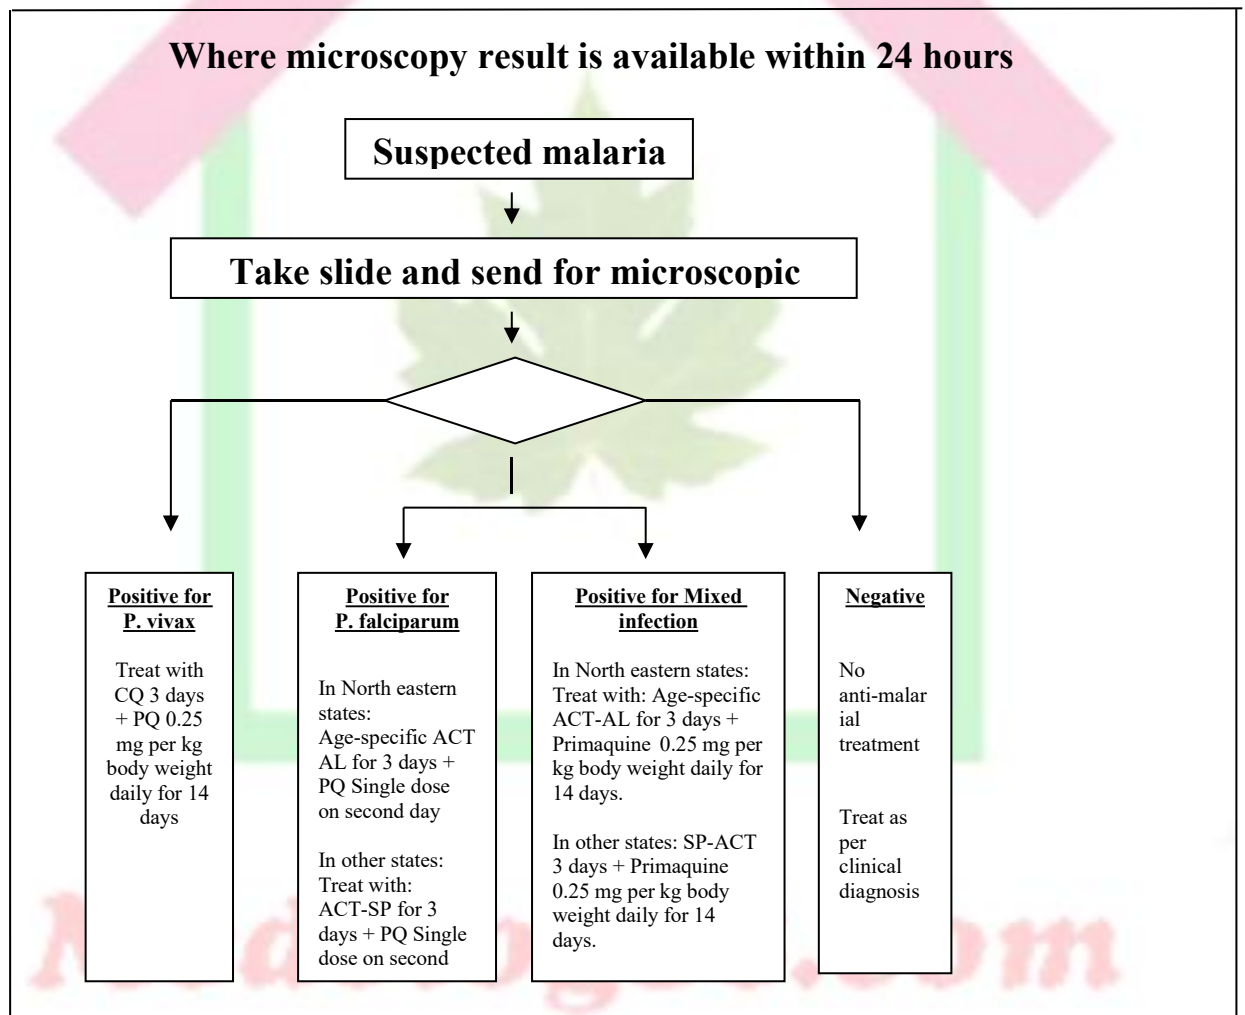 Where microscopy result is available within 24 hours
Suspected malaria
Take slide and send for microscopic
Positive for
P. vivax
Treat with
CQ 3 days
+ PQ 0.25
mg per kg
body weight
daily for 14
days
Positive for
P. falciparum
In North eastern
states:
Age-specific ACT
AL for 3 days +
PQ Single dose
on second day
In other states:
Treat with:
ACT-SP for 3
days + PQ Single
dose on second
Positive for Mixed
infection
In North eastern states:
Treat with: Age-specific
ACT-AL for 3 days +
Primaquine 0.25 mg per
kg body weight daily for
14 days.
In other states: SP-ACT
3 days + Primaquine
0.25 mg per kg body
weight daily for 14
days.
Negative
No
anti-malar
ial
treatment
Treat as
per
clinical
diagnosis